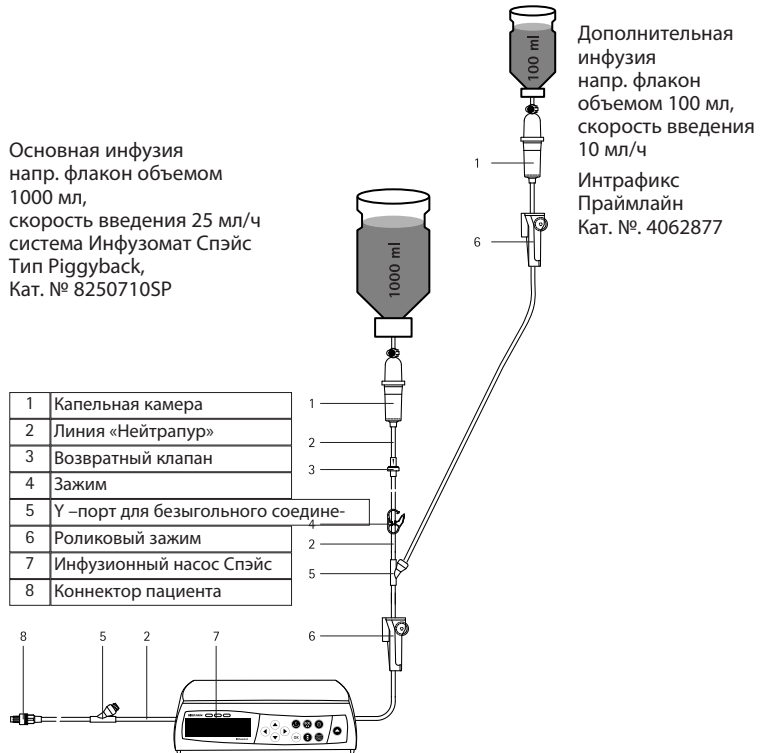 Дополнительная
инфузия
напр. флакон
объемом 100 мл,
скорость введения
10 мл/ч
Интрафикс
Праймлайн
Кат. №. 4062877
100 ml
1
6
Основная инфузия
напр. флакон объемом
1000 мл,
скорость введения 25 мл/ч
система Инфузомат Спэйс
Тип Piggyback,
Кат. № 8250710SP
1000 ml
1 Капельная камера
2 Линия «Нейтрапур»
3 Возвратный клапан
4 Зажим
5 Y –порт для безыгольного соедине-
6 Роликовый зажим
7 Инфузионный насос Спэйс
8 Коннектор пациента
1
2
3
4
2
5
6
8 5 2 7
OK